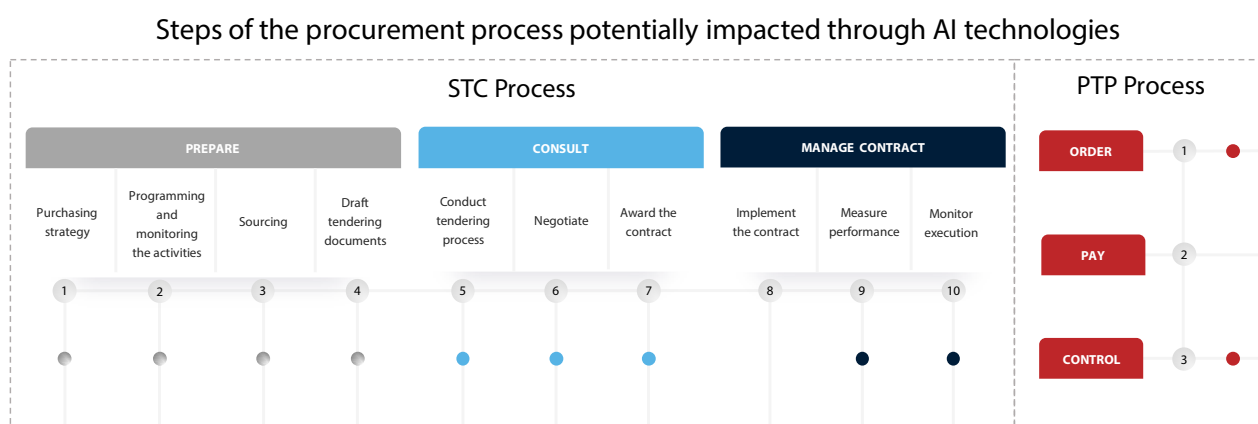 Steps of the procurement process potentially impacted through AI technologies
STC Process
PREPARE
CONSULT
MANAGE CONTRACT
Purchasing
strategy
Programming
and
monitoring
the activities
Sourcing
Draft
tendering
documents
Conduct
tendering
process
Negotiate
Award the
contract
Implement
the contract
Measure
performance
Monitor
execution
1
2
3
4
5
6
7
8
9
10
PTP Process
ORDER
1
PAY
2
CONTROL
3